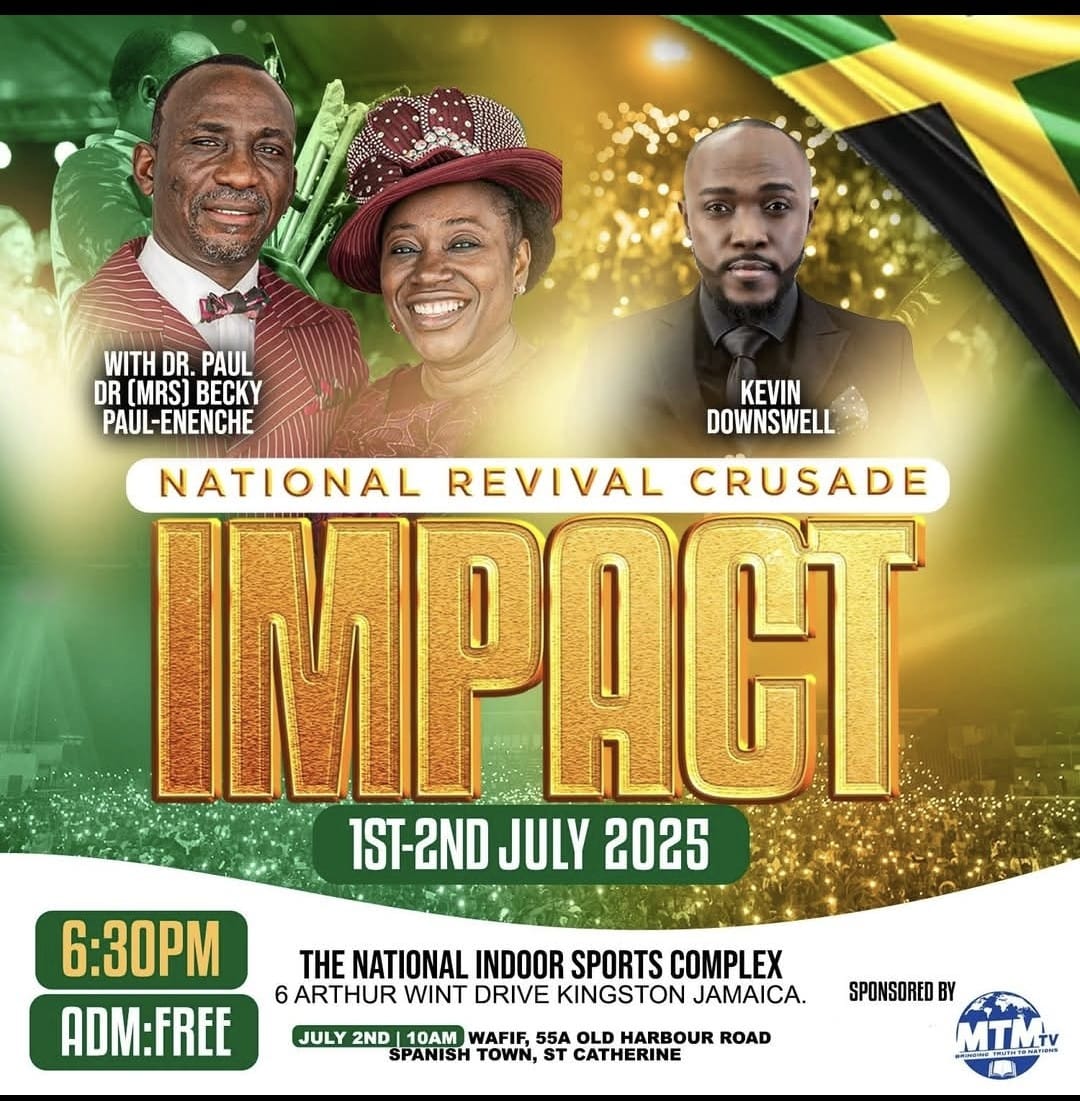 WITH DR. PAUL
DR (MRS) BECKY
PAUL-ENENCHE
KEVIN
DOWNSWELL
NATIONAL REVIVAL CRUSADE
IMPACT
1ST-2ND JULY 2025
6:30PM
ADM:FREE
THE NATIONAL INDOOR SPORTS COMPLEX
6 ARTHUR WINT DRIVE KINGSTON JAMAICA.
JULY 2ND | 10AM WAFIF, 55A OLD HARBOUR ROAD
SPANISH TOWN, ST CATHERINE
SPONSORED BY
MTM TV
BRINGING TRUTH TO NATIONS